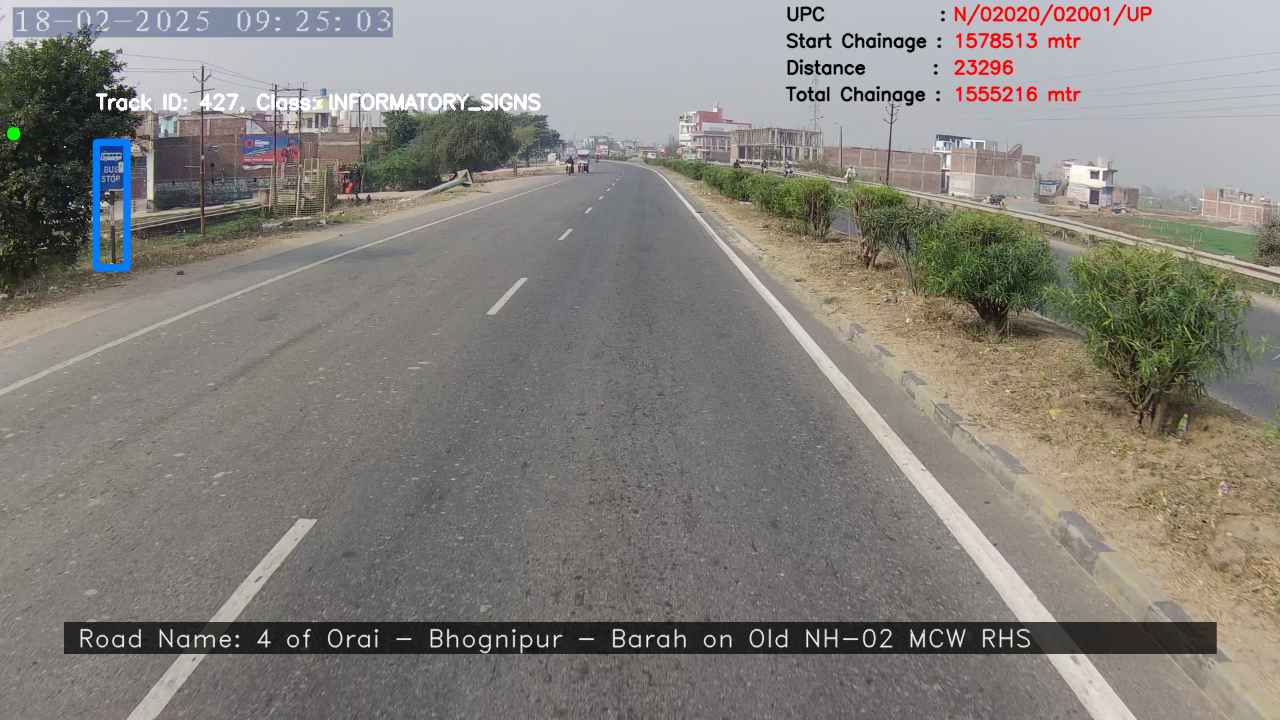 18-02-2025 09:25:03
UPC : N/02020/02001/UP
Start Chainage : 1578513 mtr
Distance : 23296
Total Chainage : 1555216 mtr
Track ID: 427, Class: INFORMATORY_SIGNS
BUS
STOP
Road Name: 4 of Orai - Bhognipur - Barah on Old NH-02 MCW RHS